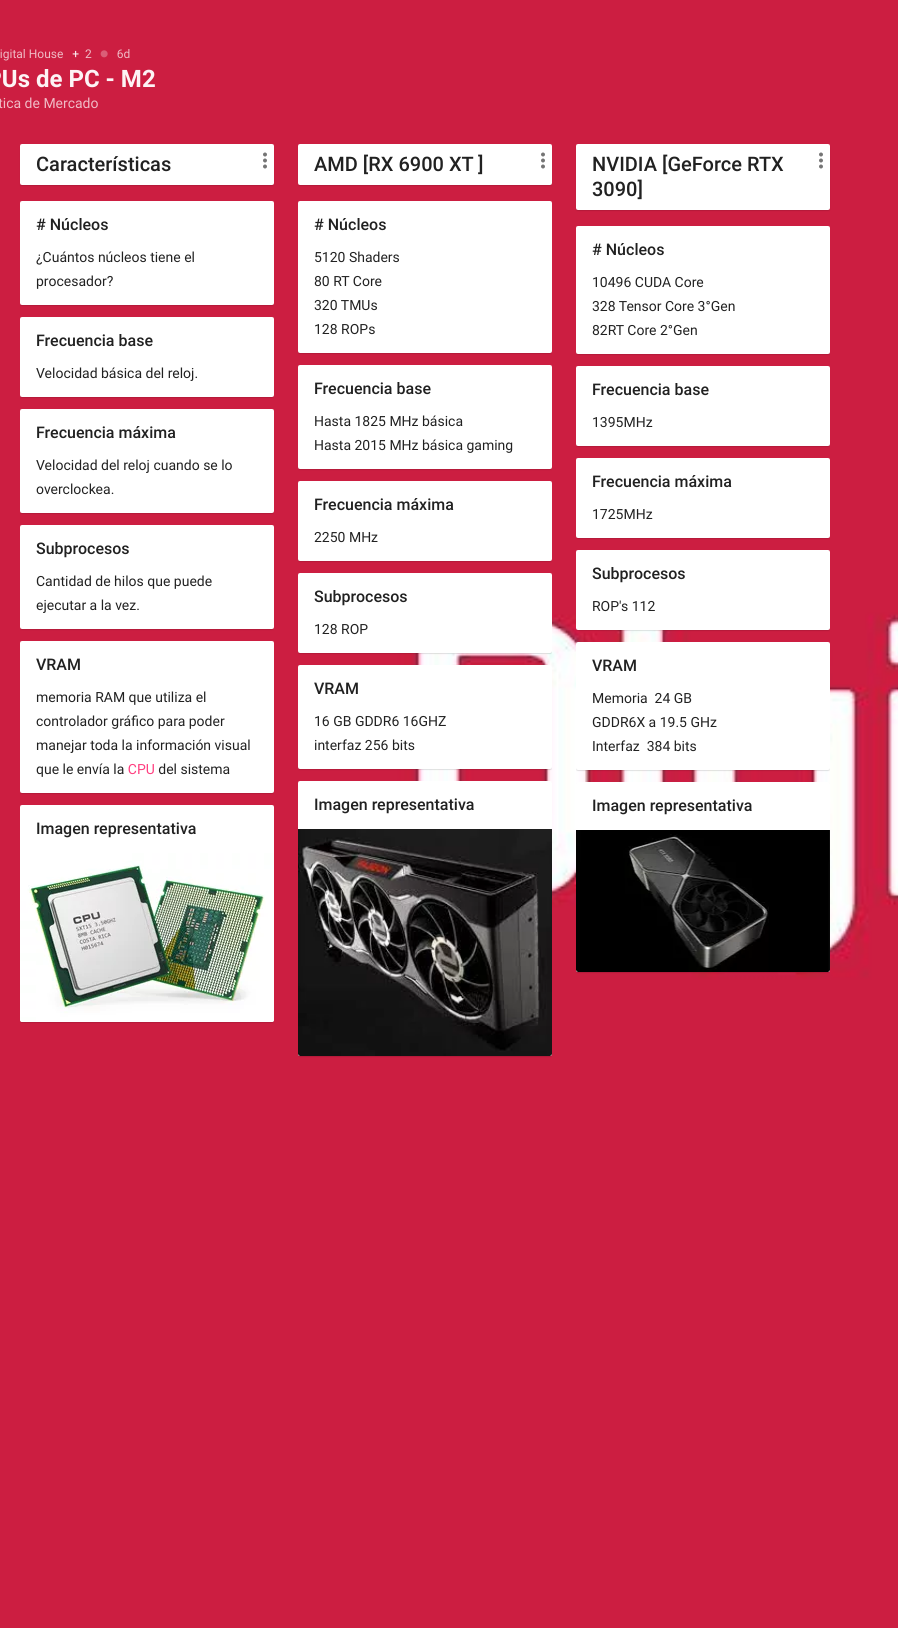 igital House + 2 6d
Us de PC - M2
tica de Mercado
Características
# Núcleos
¿Cuántos núcleos tiene el
procesador?
Frecuencia base
Velocidad básica del reloj.
Frecuencia máxima
Velocidad del reloj cuando se lo
overclockea.
Subprocesos
Cantidad de hilos que puede
ejecutar a la vez.
VRAM
memoria RAM que utiliza el
controlador gráfico para poder
manejar toda la información visual
que le envía la CPU del sistema
Imagen representativa
CPU
COSTA RICA
AMD [RX 6900 XT ]
# Núcleos
5120 Shaders
80 RT Core
320 TMUs
128 ROPs
Frecuencia base
Hasta 1825 MHz básica
Hasta 2015 MHz básica gaming
Frecuencia máxima
2250 MHz
Subprocesos
128 ROP
VRAM
16 GB GDDR6 16GHZ
interfaz 256 bits
Imagen representativa
RADEON
NVIDIA [GeForce RTX
3090]
# Núcleos
10496 CUDA Core
328 Tensor Core 3°Gen
82RT Core 2°Gen
Frecuencia base
1395MHz
Frecuencia máxima
1725MHz
Subprocesos
ROP's 112
VRAM
Memoria  24 GB
GDDR6X a 19.5 GHz
Interfaz  384 bits
Imagen representativa